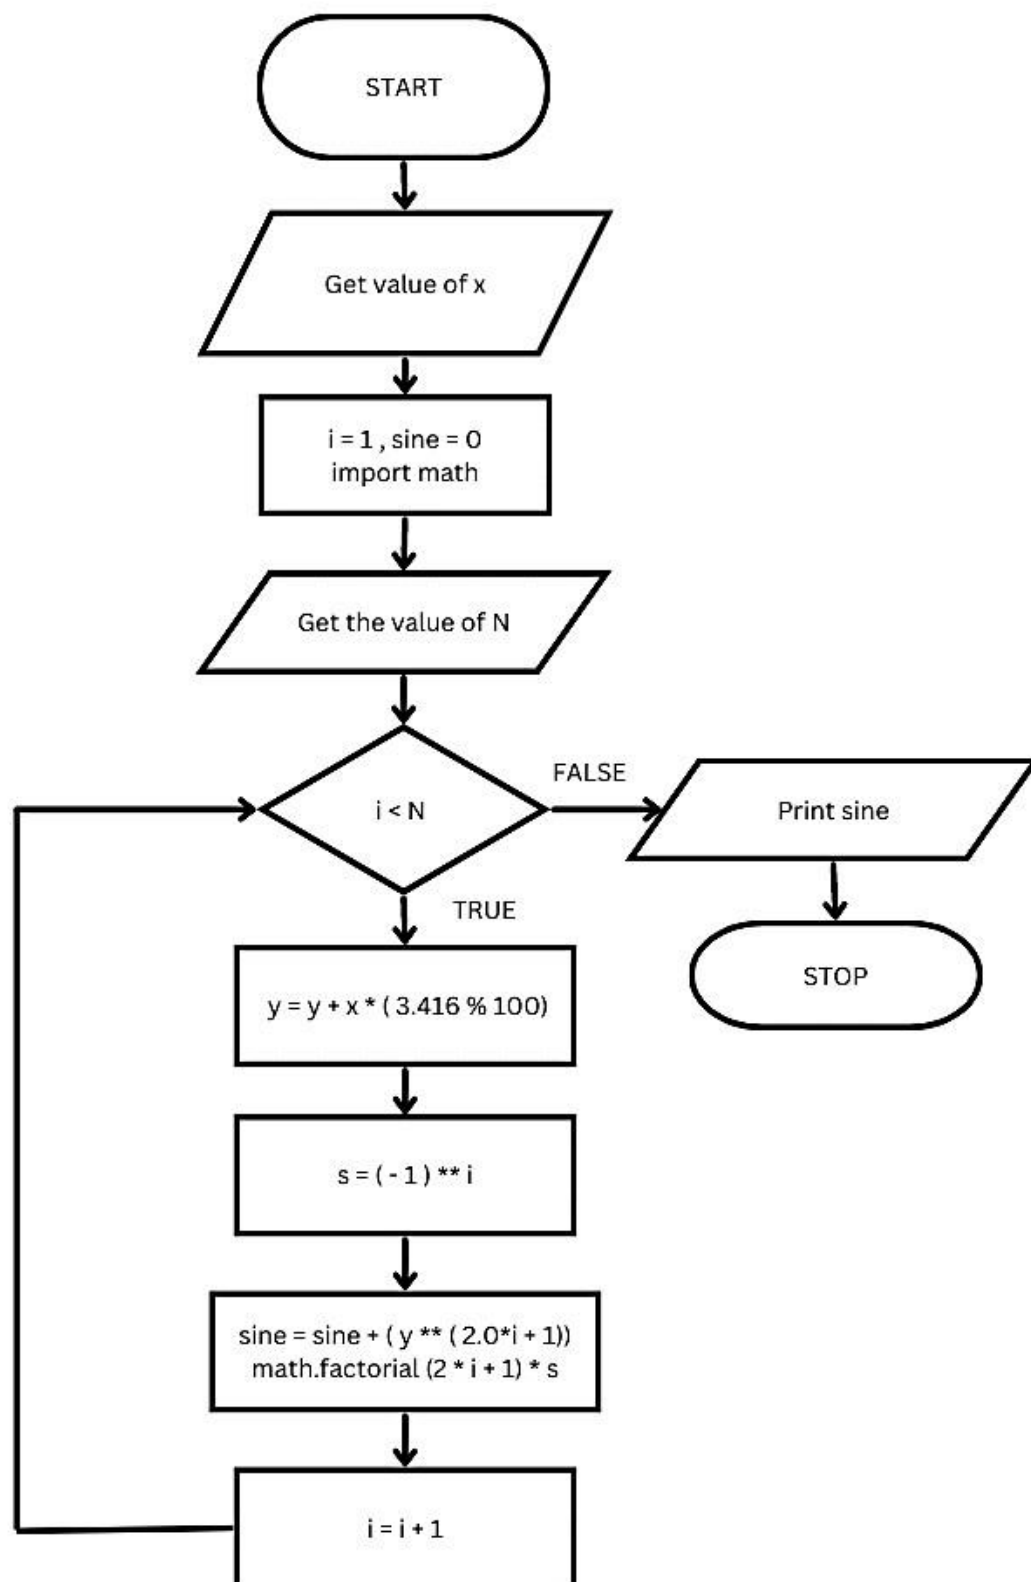 START
Get value of x
i = 1 , sine = 0
import math
Get the value of N
i < N
FALSE
Print sine
TRUE
STOP
y = y + x * ( 3.416 % 100)
s = ( - 1 ) ** i
sine = sine + ( y ** ( 2.0*i + 1))
math.factorial (2 * i + 1) * s
i = i + 1